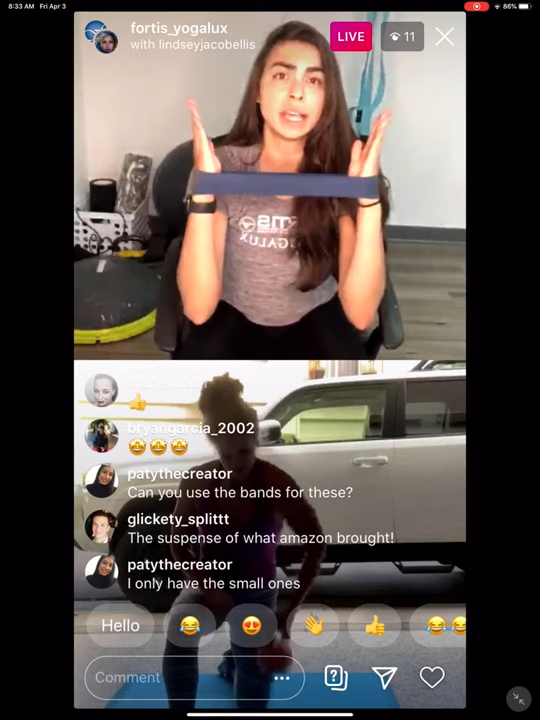 8:33 AM Fri Apr 3
86%
fortis_yogalux
with lindseyjacobellis
LIVE
11
bryangarcia_2002
patythecreator
Can you use the bands for these?
glickety_splittt
The suspense of what amazon brought!
patythecreator
I only have the small ones
Hello
Comment